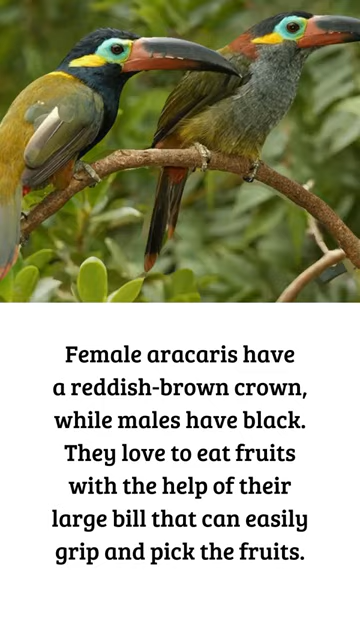 Female aracaris have
a reddish-brown crown,
while males have black.
They love to eat fruits
with the help of their
large bill that can easily
grip and pick the fruits.